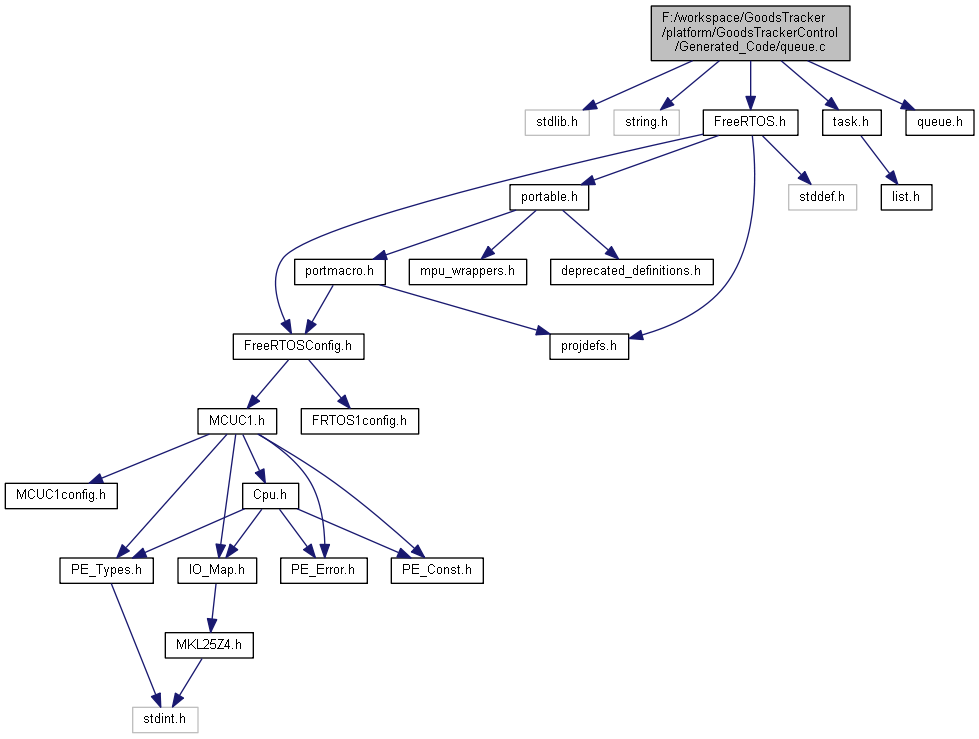 F:/workspace/GoodsTracker
/platform/GoodsTrackerControl
/Generated_Code/queue.c
stdlib.h
string.h
FreeRTOS.h
task.h
queue.h
portable.h
stddef.h
list.h
portmacro.h
mpu_wrappers.h
deprecated_definitions.h
FreeRTOSConfig.h
projdefs.h
MCUC1.h
FRTOS1config.h
MCUC1config.h
Cpu.h
PE_Types.h
IO_Map.h
PE_Error.h
PE_Const.h
MKL25Z4.h
stdint.h